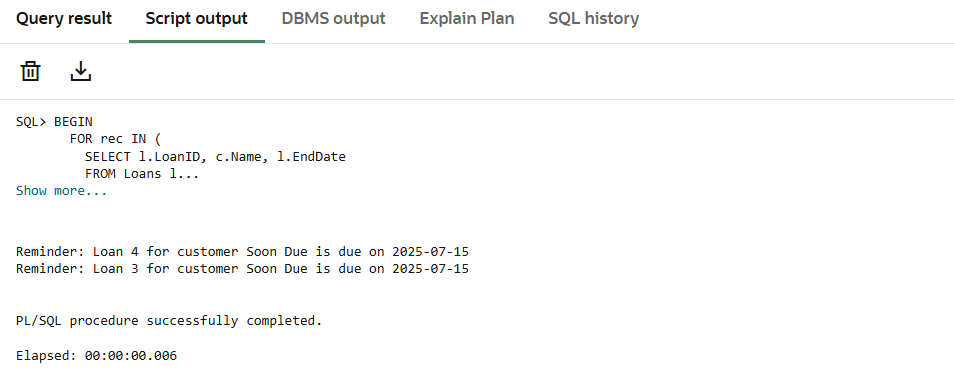 Query result Script output DBMS output Explain Plan SQL history
SQL> BEGIN
FOR rec IN (
SELECT l.LoanID, c.Name, l.EndDate
FROM Loans l...
Show more...
Reminder: Loan 4 for customer Soon Due is due on 2025-07-15
Reminder: Loan 3 for customer Soon Due is due on 2025-07-15
PL/SQL procedure successfully completed.
Elapsed: 00:00:00.006